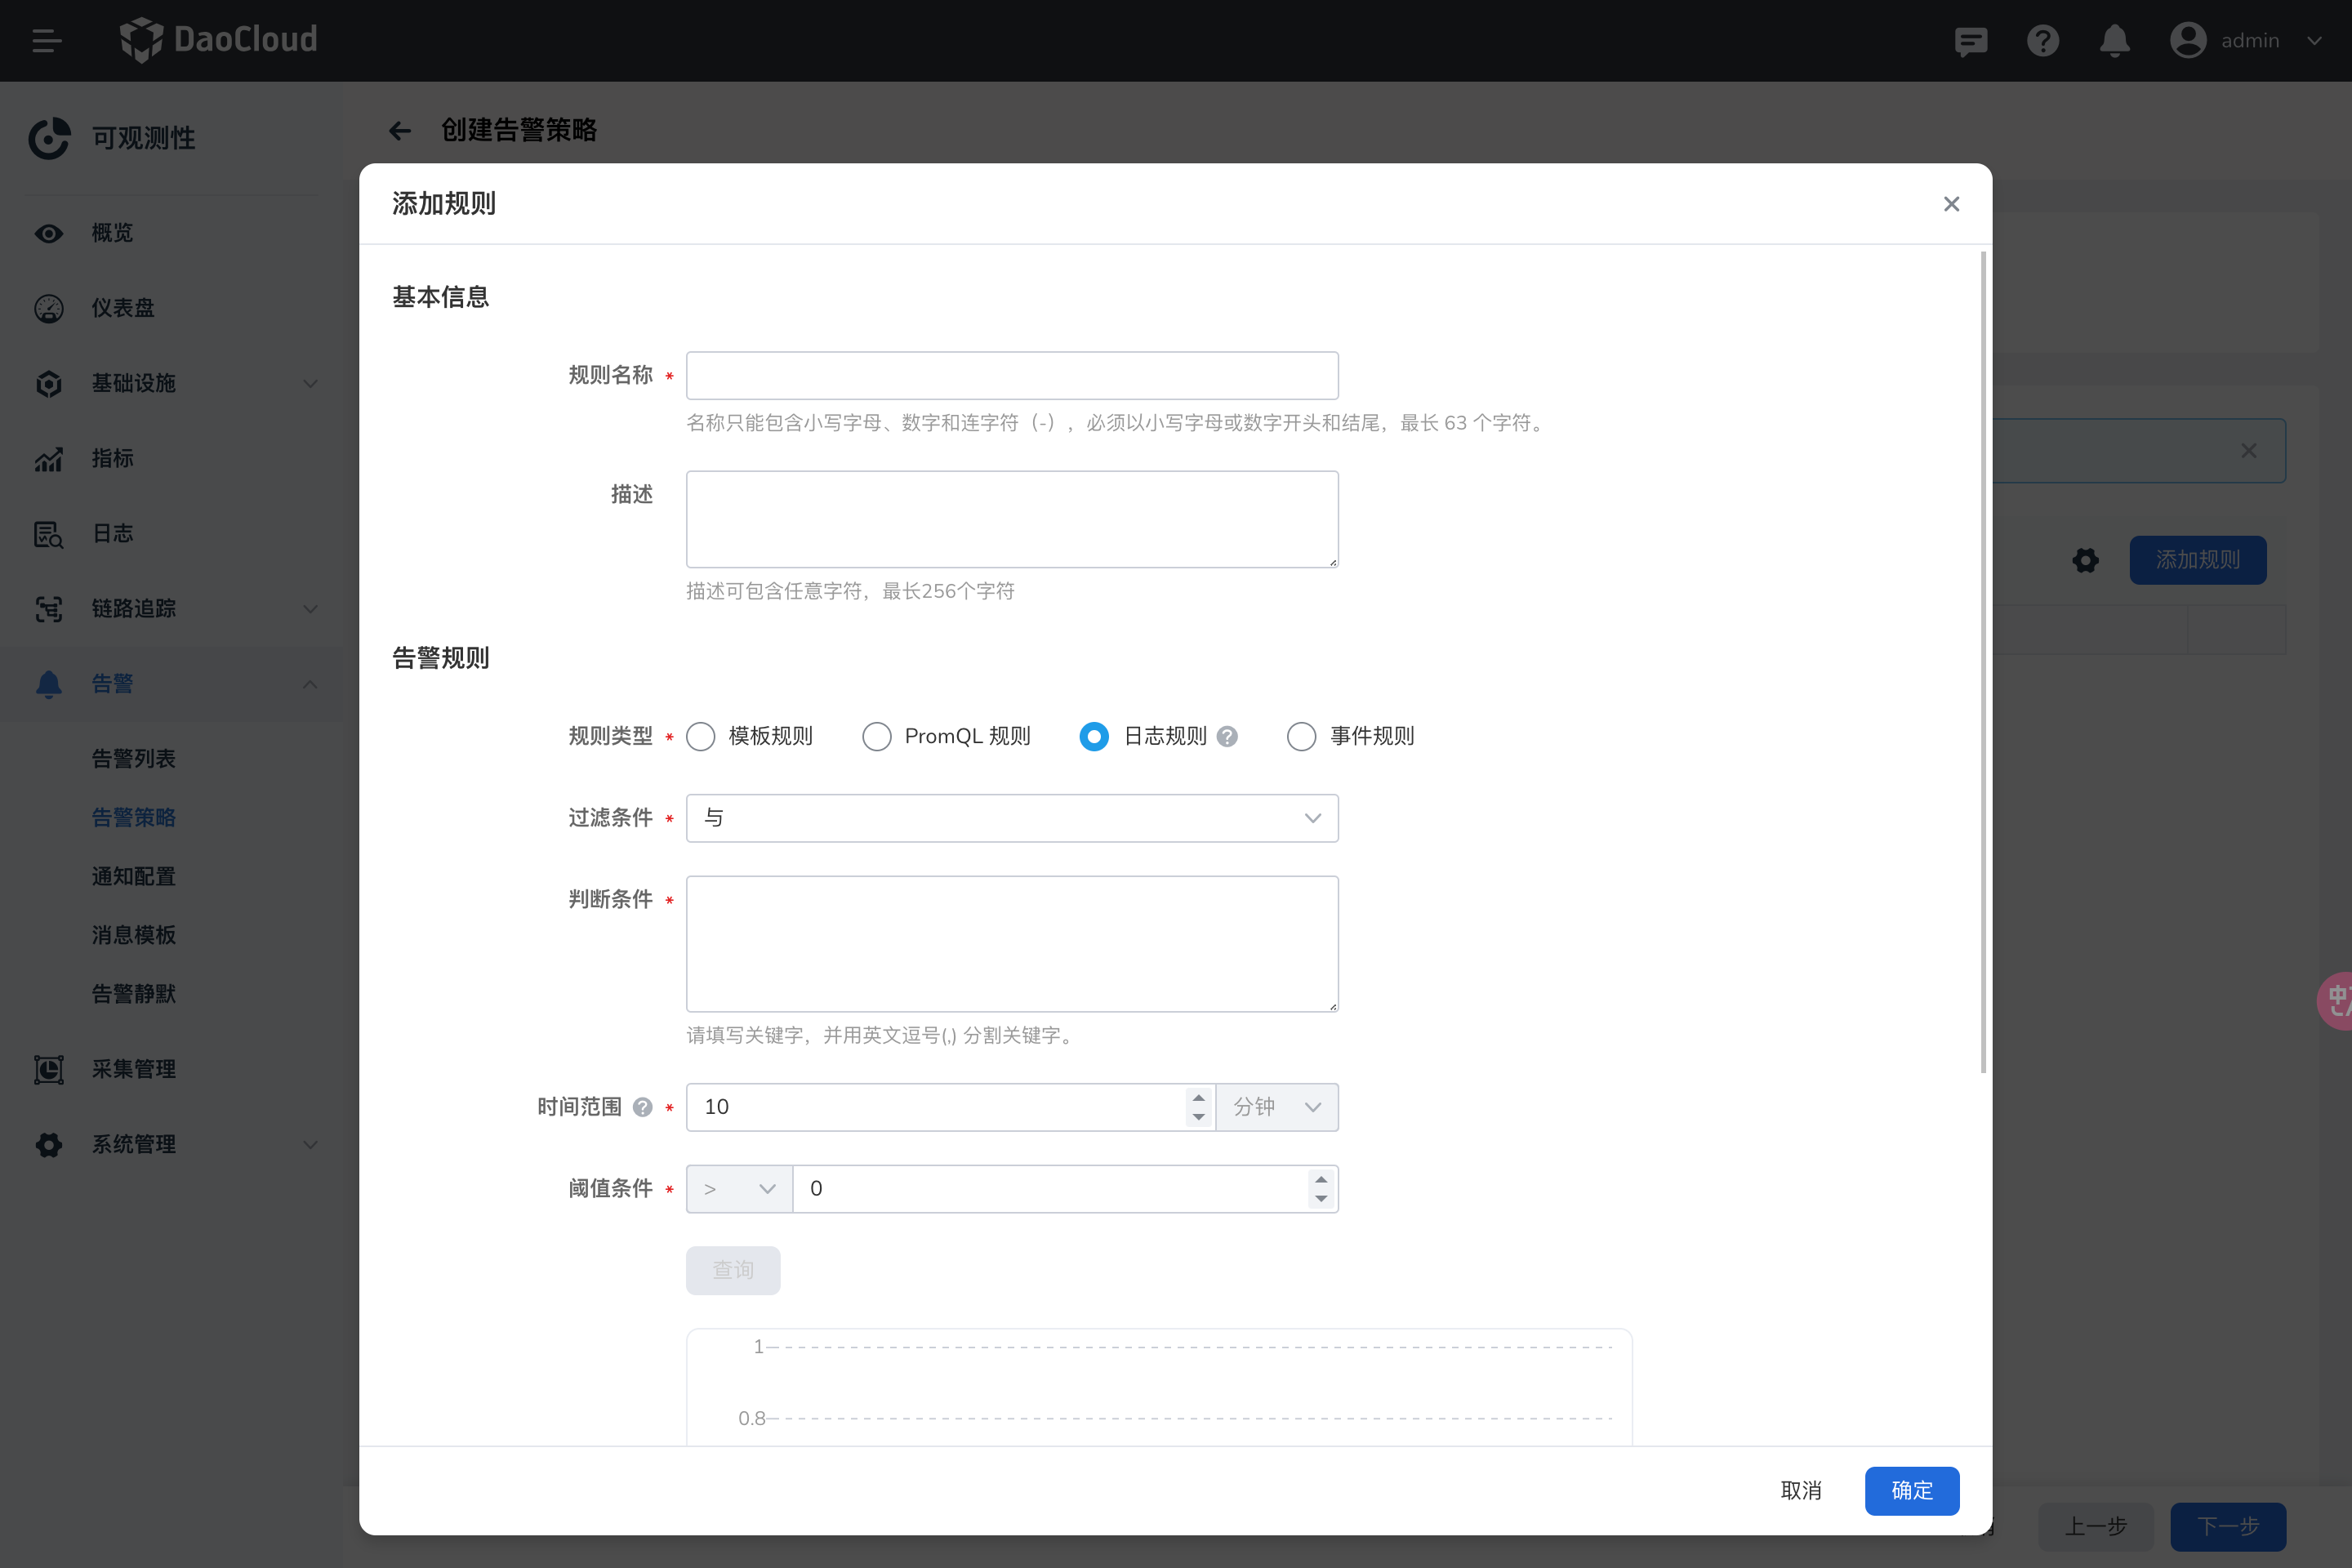 DaoCloud
admin
可观测性
概览
仪表盘
基础设施
指标
日志
链路追踪
告警
告警列表
告警策略
通知配置
消息模板
告警静默
采集管理
系统管理
创建告警策略
添加规则
添加规则
基本信息
规则名称 *
名称只能包含小写字母、数字和连字符（-），必须以小写字母或数字开头和结尾，最长 63 个字符。
描述
描述可包含任意字符，最长256个字符
告警规则
规则类型 * 模板规则 PromQL 规则 日志规则 事件规则
过滤条件 * 与
判断条件 *
请填写关键字，并用英文逗号(,) 分割关键字。
时间范围 * 10 分钟
阈值条件 * > 0
查询
1
0.8
取消 确定
上一步 下一步